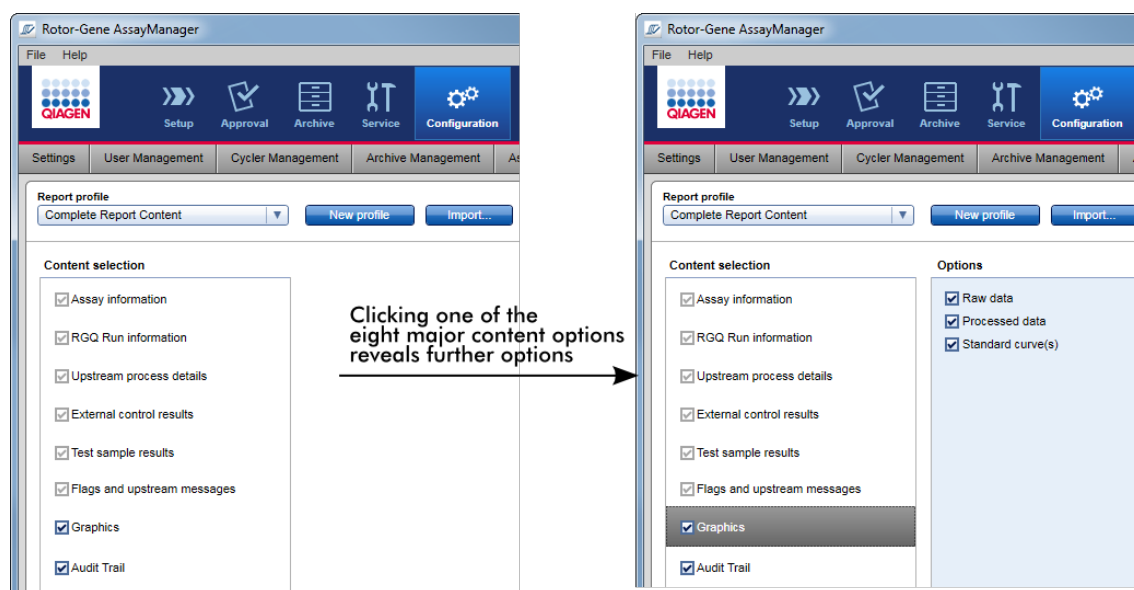 Rotor-Gene AssayManager
File Help
QIAGEN
Setup Approval Archive Service Configuration
Settings User Management Cycler Management Archive Management
Report profile
Complete Report Content New profile Import...
Content selection
Assay information
RGQ Run information
Upstream process details
External control results
Test sample results
Flags and upstream messages
Graphics
Audit Trail
Clicking one of the
eight major content options
reveals further options
Rotor-Gene AssayManager
File Help
QIAGEN
Setup Approval Archive Service Configuration
Settings User Management Cycler Management Archive Management
Report profile
Complete Report Content New profile Import...
Content selection Options
Assay information Raw data
Processed data
RGQ Run information Standard curve(s)
Upstream process details
External control results
Test sample results
Flags and upstream messages
Graphics
Audit Trail